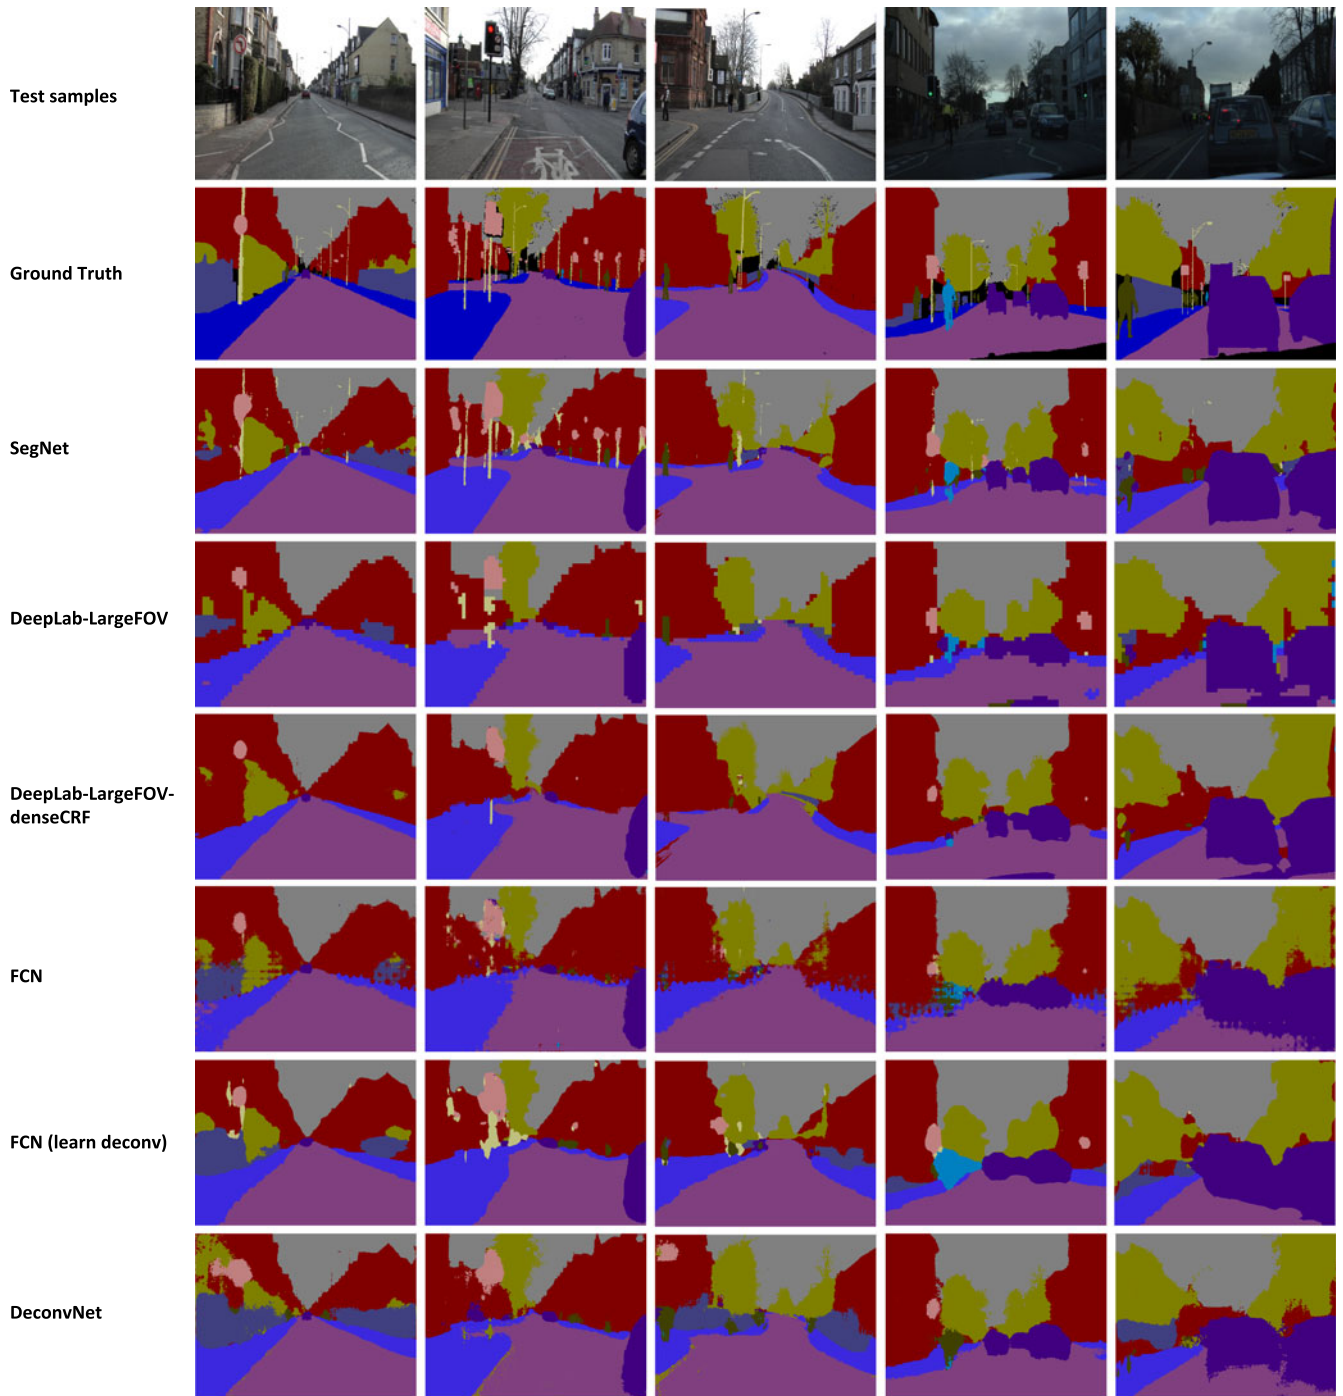 Test samples
Ground Truth
SegNet
DeepLab-LargeFOV
DeepLab-LargeFOV-
denseCRF
FCN
FCN (learn deconv)
DeconvNet